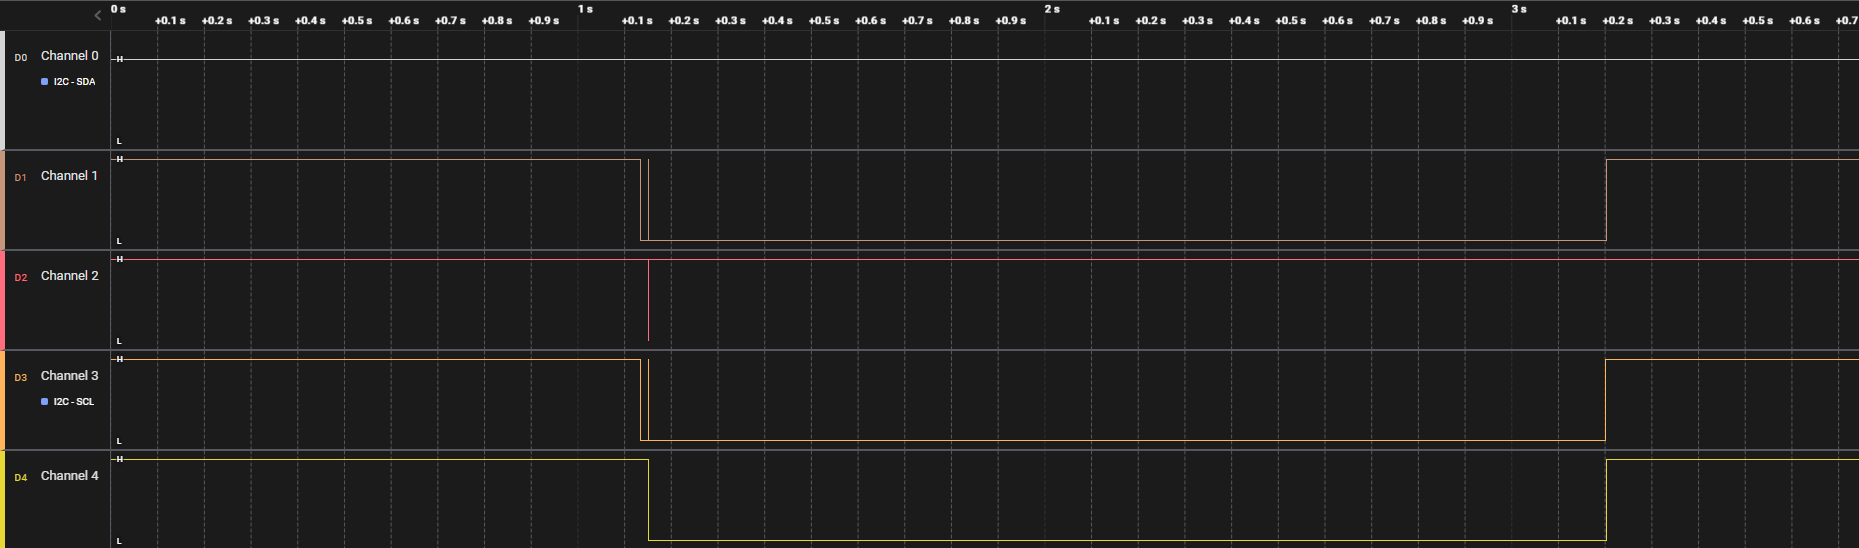 0 s 1 s 2 s 3 s
+0.1 s +0.2 s +0.3 s +0.4 s +0.5 s +0.6 s +0.7 s +0.8 s +0.9 s +0.1 s +0.2 s +0.3 s +0.4 s +0.5 s +0.6 s +0.7 s +0.8 s +0.9 s +0.1 s +0.2 s +0.3 s +0.4 s +0.5 s +0.6 s +0.7 s +0.8 s +0.9 s +0.1 s +0.2 s +0.3 s +0.4 s +0.5 s +0.6 s +0.7
D0 Channel 0 H
I2C - SDA
L
D1 Channel 1 H
L
D2 Channel 2 H
L
D3 Channel 3 H
I2C - SCL
L
D4 Channel 4 H
L